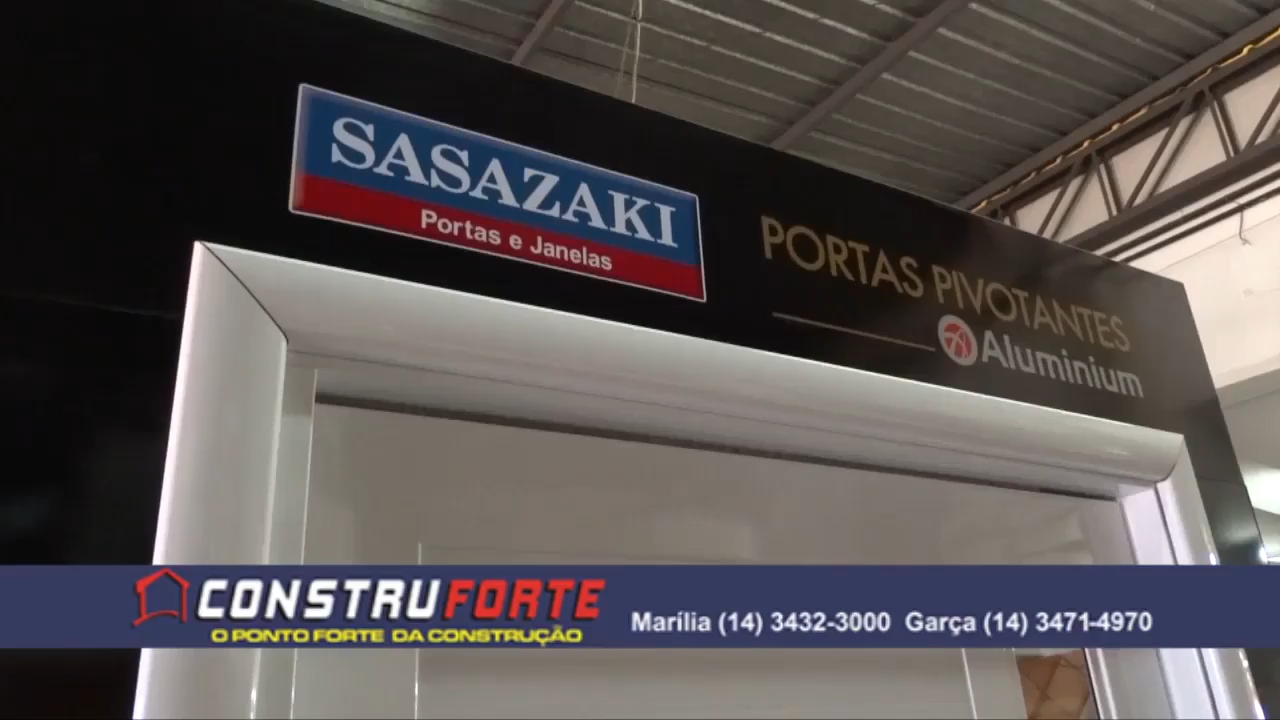 SASAZAKI
Portas e Janelas
PORTAS PIVOTANTES
Aluminium
CONSTRUFORTE
O PONTO FORTE DA CONSTRUÇÃO
Marília (14) 3432-3000 Garça (14) 3471-4970